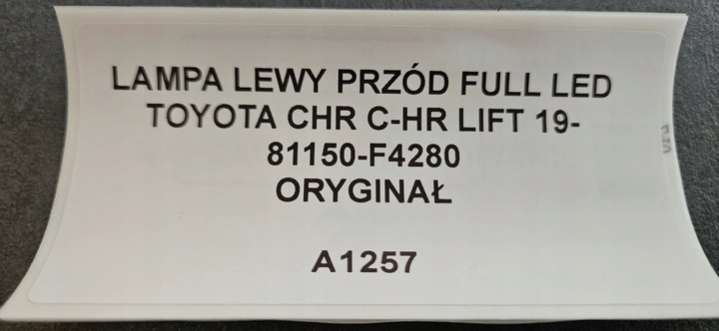 LAMPA LEWY PRZÓD FULL LED
TOYOTA CHR C-HR LIFT 19-
81150-F4280
ORYGINAŁ
A1257